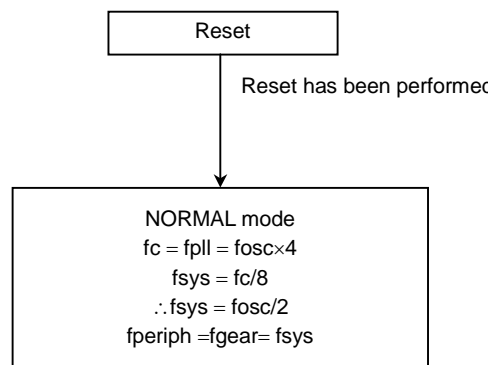 Reset
Reset has been performed
NORMAL mode
fc = fpll = fosc×4
fsys = fc/8
∴fsys = fosc/2
fperiph =fgear= fsys